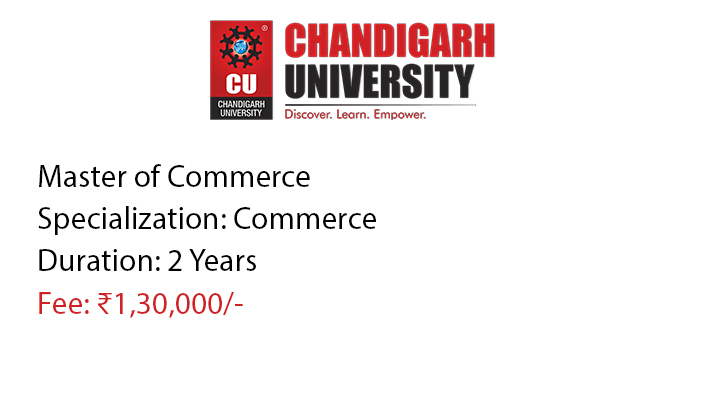 CHANDIGARH
UNIVERSITY
Discover. Learn. Empower.
CU
CHANDIGARH
UNIVERSITY
®
Master of Commerce
Specialization: Commerce
Duration: 2 Years
Fee: ₹1,30,000/-